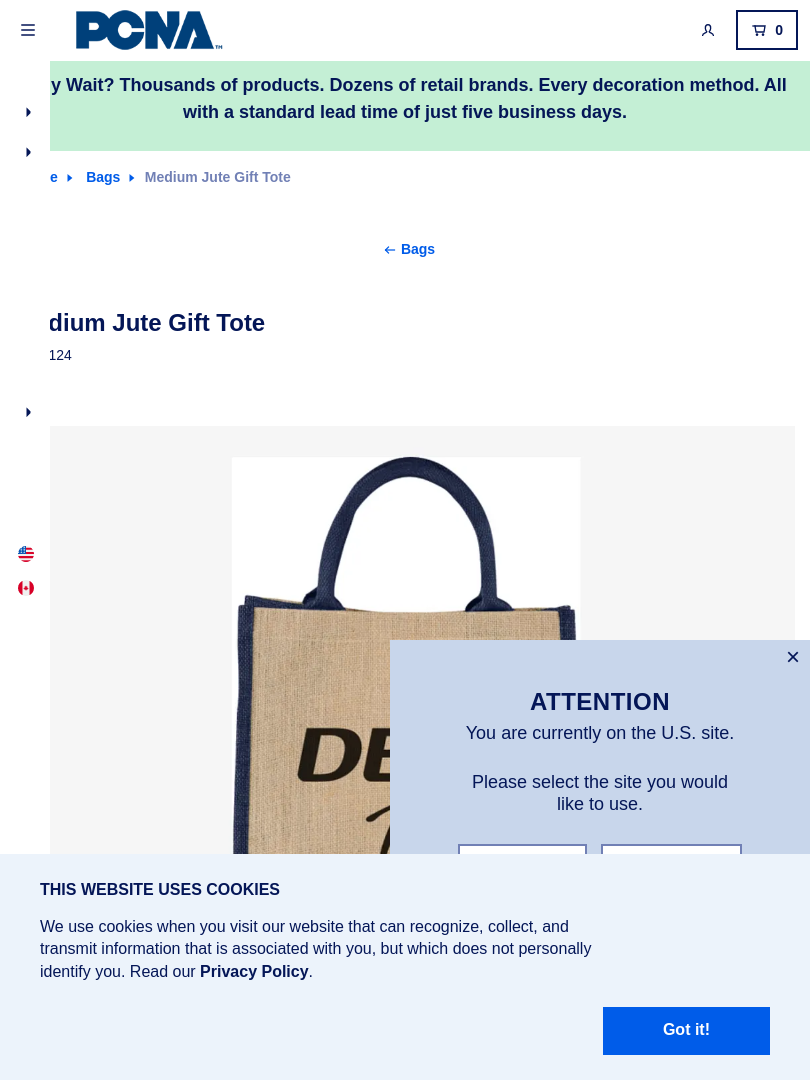 PCNA™
0
y Wait? Thousands of products. Dozens of retail brands. Every decoration method. All
with a standard lead time of just five business days.
e Bags Medium Jute Gift Tote
← Bags
dium Jute Gift Tote
124
DE
ATTENTION
You are currently on the U.S. site.
Please select the site you would
like to use.
THIS WEBSITE USES COOKIES
We use cookies when you visit our website that can recognize, collect, and
transmit information that is associated with you, but which does not personally
identify you. Read our Privacy Policy.
Got it!